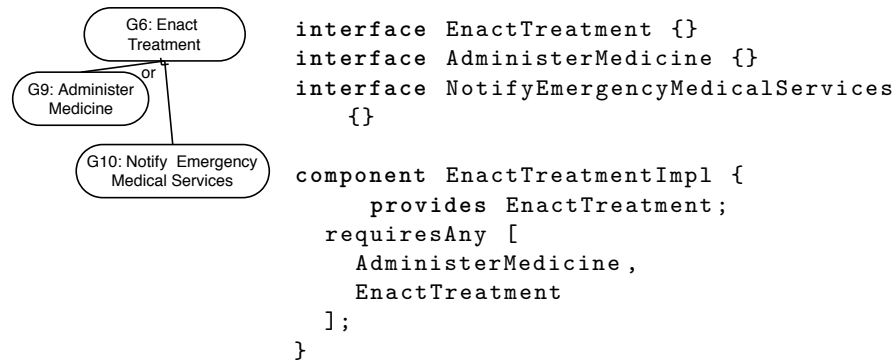 G6: Enact
Treatment
or
G9: Administer
Medicine
G10: Notify Emergency
Medical Services
interface EnactTreatment {}
interface AdministerMedicine {}
interface NotifyEmergencyMedicalServices
{}
component EnactTreatmentImpl {
provides EnactTreatment;
requiresAny [
AdministerMedicine,
EnactTreatment
];
}